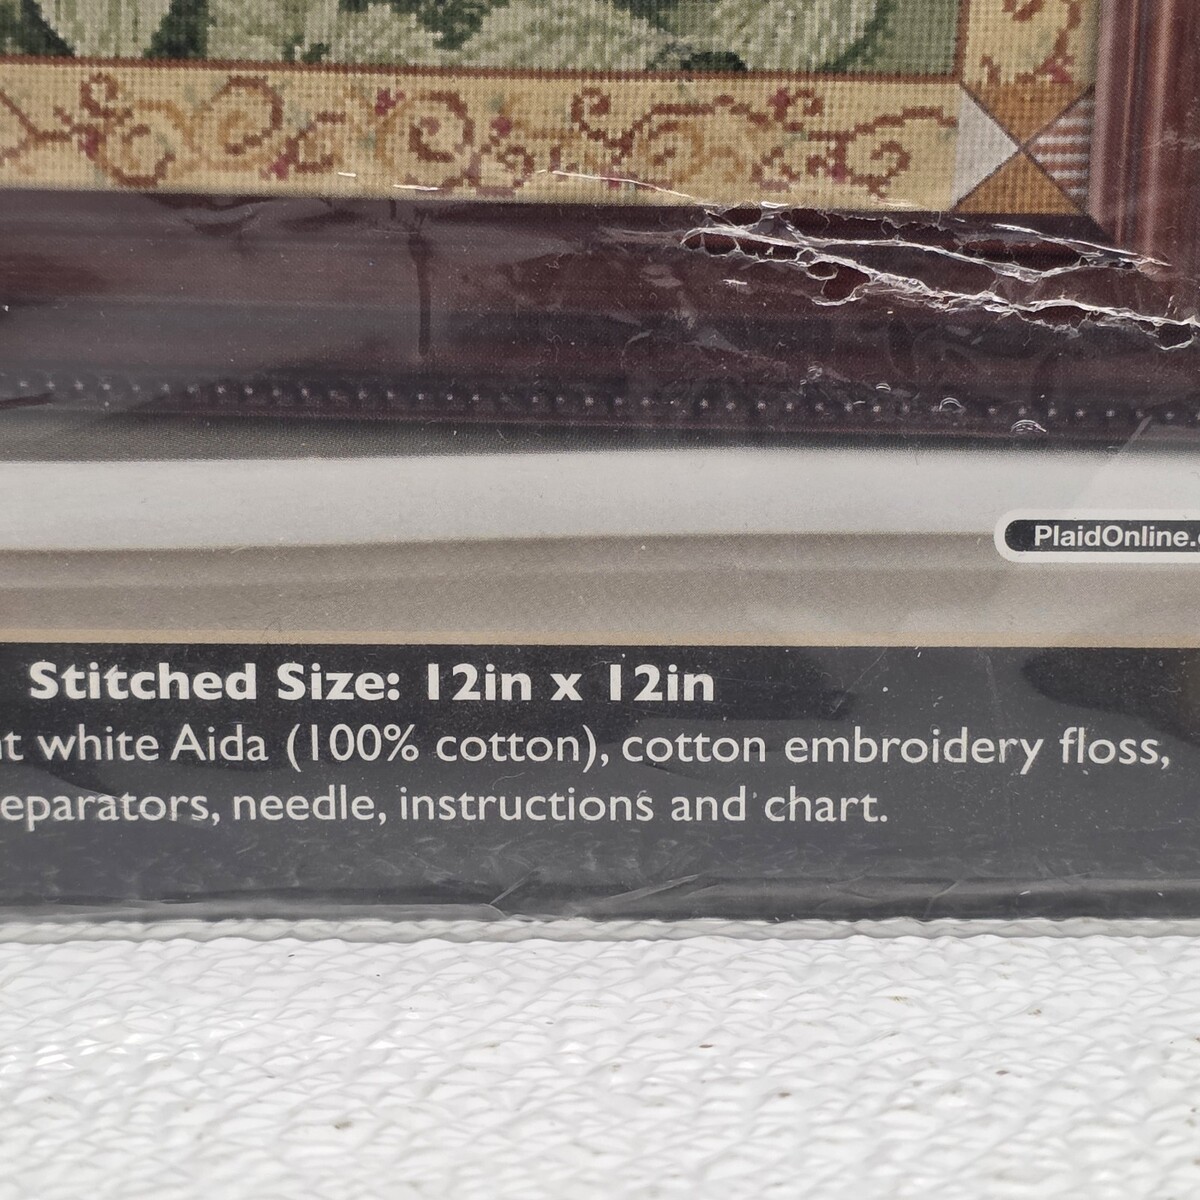 PlaidOnline.
Stitched Size: 12in x 12in
white Aida (100% cotton), cotton embroidery floss,
eparators, needle, instructions and chart.